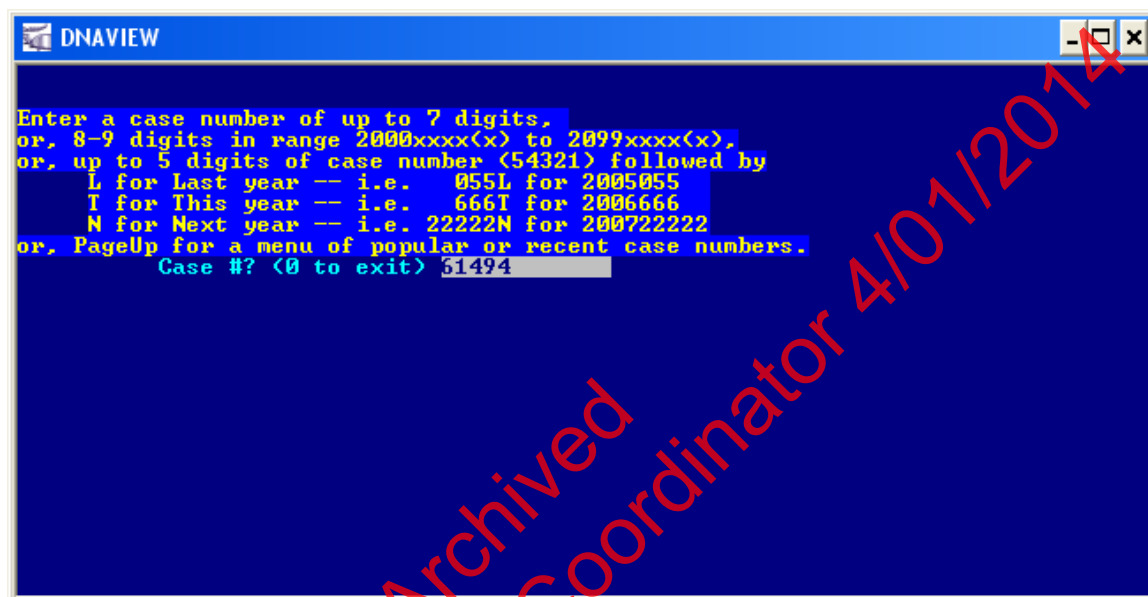 DNAVIEW
Enter a case number of up to 7 digits,
or, 8-9 digits in range 2000xxxx(x) to 2099xxxx(x),
or, up to 5 digits of case number (54321) followed by
L for Last year -- i.e. 055L for 2005055
T for This year -- i.e. 666T for 2006666
N for Next year -- i.e. 22222N for 200722222
or, PageUp for a menu of popular or recent case numbers.
Case #? (0 to exit) 61494
Archived
Coordinator 4/01/2014